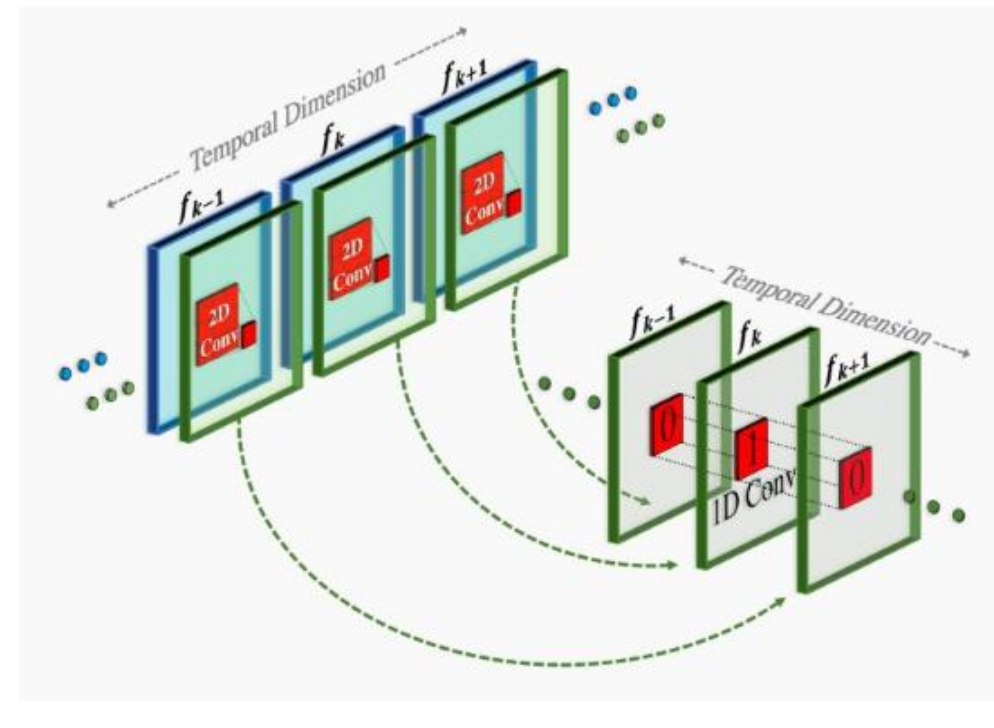 Temporal Dimension
f_{k-1}
f_k
f_{k+1}
2D
Conv
2D
Conv
2D
Conv
Temporal Dimension
f_{k-1}
f_k
f_{k+1}
0
1
0
1D Conv